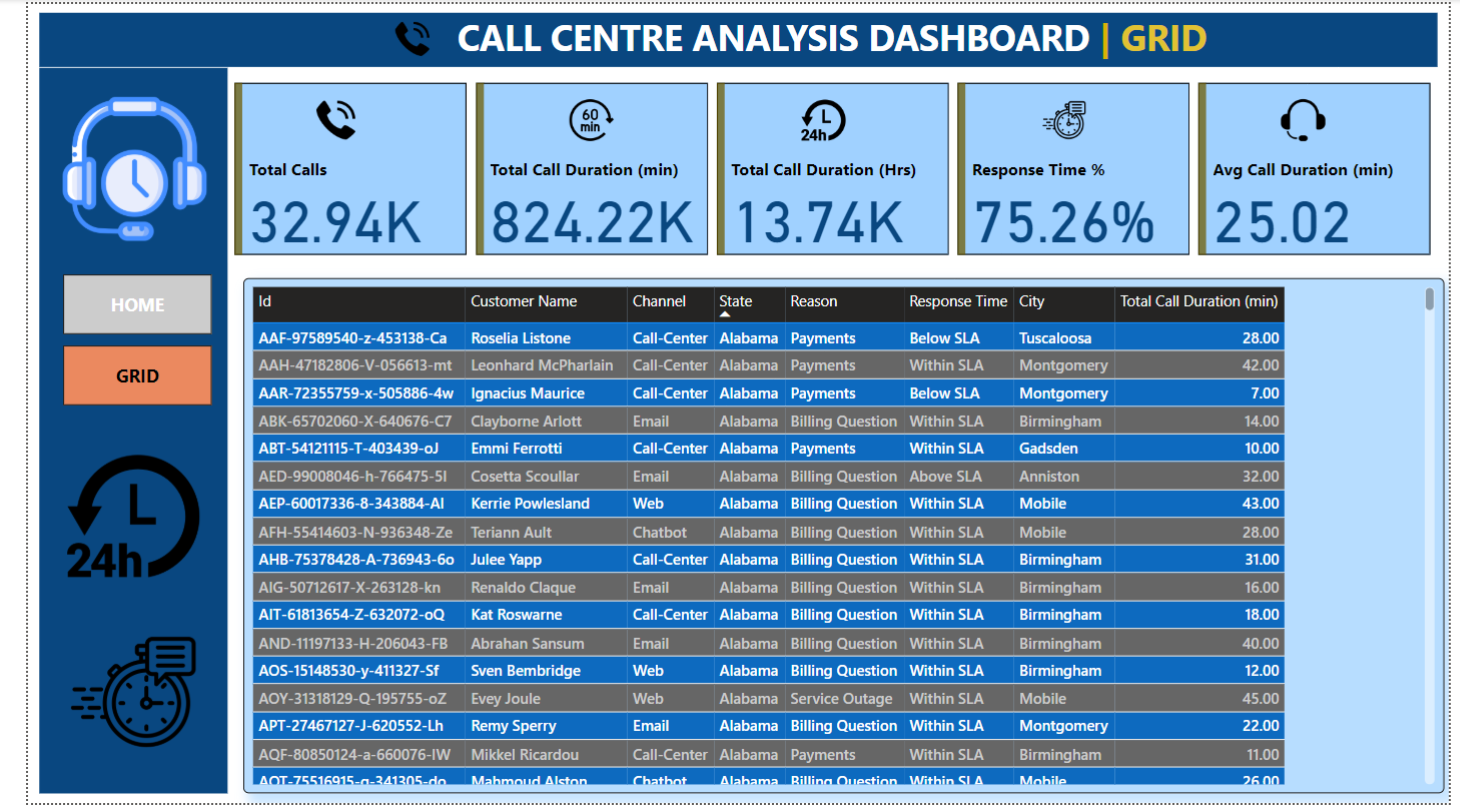 CALL CENTRE ANALYSIS DASHBOARD | GRID
60 min
24h
Total Calls
Total Call Duration (min)
Total Call Duration (Hrs)
Response Time %
Avg Call Duration (min)
32.94K
824.22K
13.74K
75.26%
25.02
HOME
GRID
24h
Id Customer Name Channel State Reason Response Time City Total Call Duration (min)
AAF-97589540-z-453138-Ca Roselia Listone Call-Center Alabama Payments Below SLA Tuscaloosa 28.00
AAH-47182806-V-056613-mt Leonhard McPharlain Call-Center Alabama Payments Within SLA Montgomery 42.00
AAR-72355759-x-505886-4w Ignacius Maurice Call-Center Alabama Payments Below SLA Montgomery 7.00
ABK-65702060-X-640676-C7 Clayborne Arlott Email Alabama Billing Question Within SLA Birmingham 14.00
ABT-54121115-T-403439-oJ Emmi Ferrotti Call-Center Alabama Payments Within SLA Gadsden 10.00
AED-99008046-h-766475-5I Cosetta Scoullar Email Alabama Billing Question Above SLA Anniston 32.00
AEP-60017336-8-343884-AI Kerrie Powlesland Web Alabama Billing Question Within SLA Mobile 43.00
AFH-55414603-N-936348-Ze Teriann Ault Chatbot Alabama Billing Question Within SLA Mobile 28.00
AHB-75378428-A-736943-6o Julee Yapp Call-Center Alabama Billing Question Within SLA Birmingham 31.00
AIG-50712617-X-263128-kn Renaldo Claque Email Alabama Billing Question Within SLA Birmingham 16.00
AIT-61813654-Z-632072-oQ Kat Roswarne Call-Center Alabama Billing Question Within SLA Birmingham 18.00
AND-11197133-H-206043-FB Abrahan Sansum Email Alabama Billing Question Within SLA Birmingham 40.00
AOS-15148530-y-411327-Sf Sven Bembridge Web Alabama Billing Question Within SLA Birmingham 12.00
AOY-31318129-Q-195755-oZ Evey Joule Web Alabama Service Outage Within SLA Mobile 45.00
APT-27467127-J-620552-Lh Remy Sperry Email Alabama Billing Question Within SLA Montgomery 22.00
AQF-80850124-a-660076-IW Mikkel Ricardou Call-Center Alabama Payments Within SLA Birmingham 11.00
Mahmoud Alston Chatbot Alabama Billing Question Within SLA Mobile 26.00